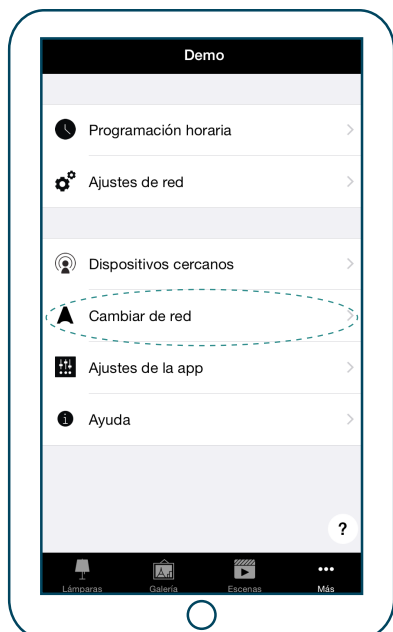 Demo
Programación horaria
Ajustes de red
Dispositivos cercanos
Cambiar de red
Ajustes de la app
Ayuda
?
Lámparas Galería Escenas Más